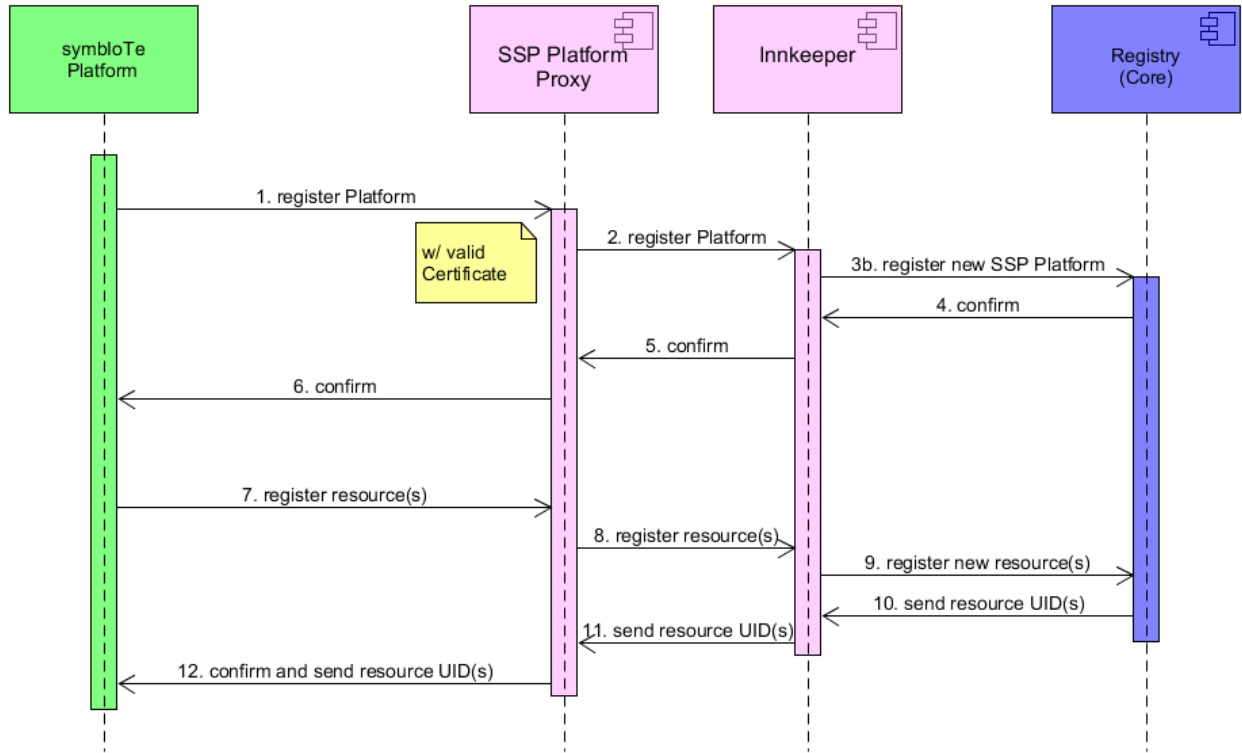 symbIoTe
Platform
SSP Platform
Proxy
Innkeeper
Registry
(Core)
1. register Platform
w/ valid
Certificate
2. register Platform
3b. register new SSP Platform
4. confirm
5. confirm
6. confirm
7. register resource(s)
8. register resource(s)
9. register new resource(s)
10. send resource UID(s)
11. send resource UID(s)
12. confirm and send resource UID(s)